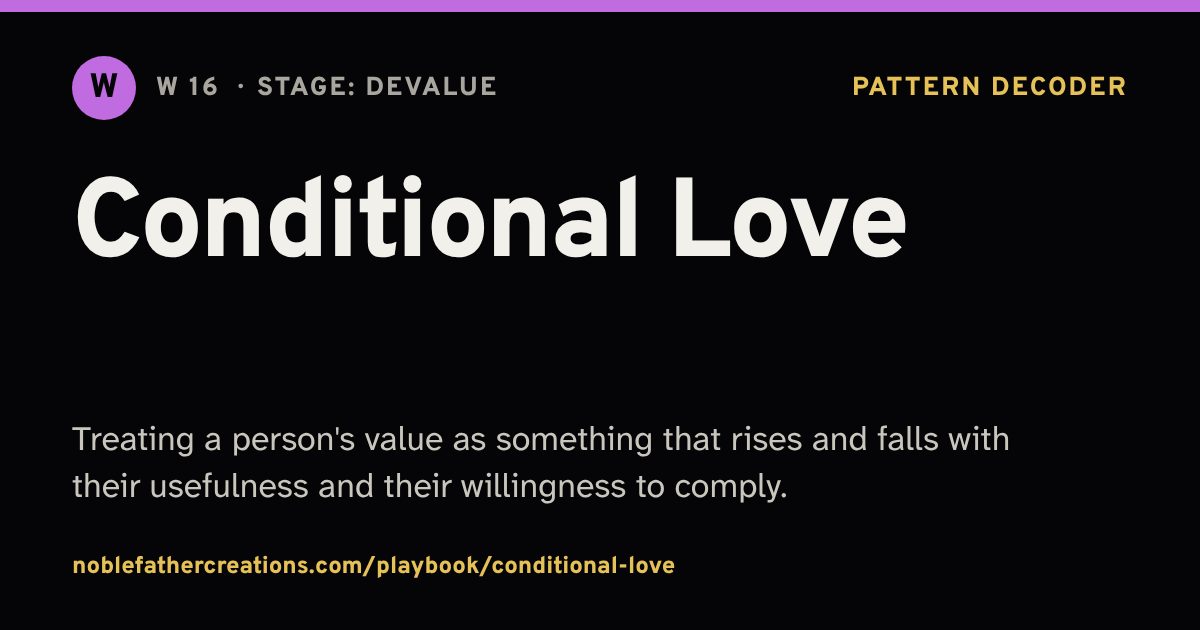 W
W 16 · STAGE: DEVALUE
PATTERN DECODER
Conditional Love
Treating a person's value as something that rises and falls with
their usefulness and their willingness to comply.
noblefathercreations.com/playbook/conditional-love